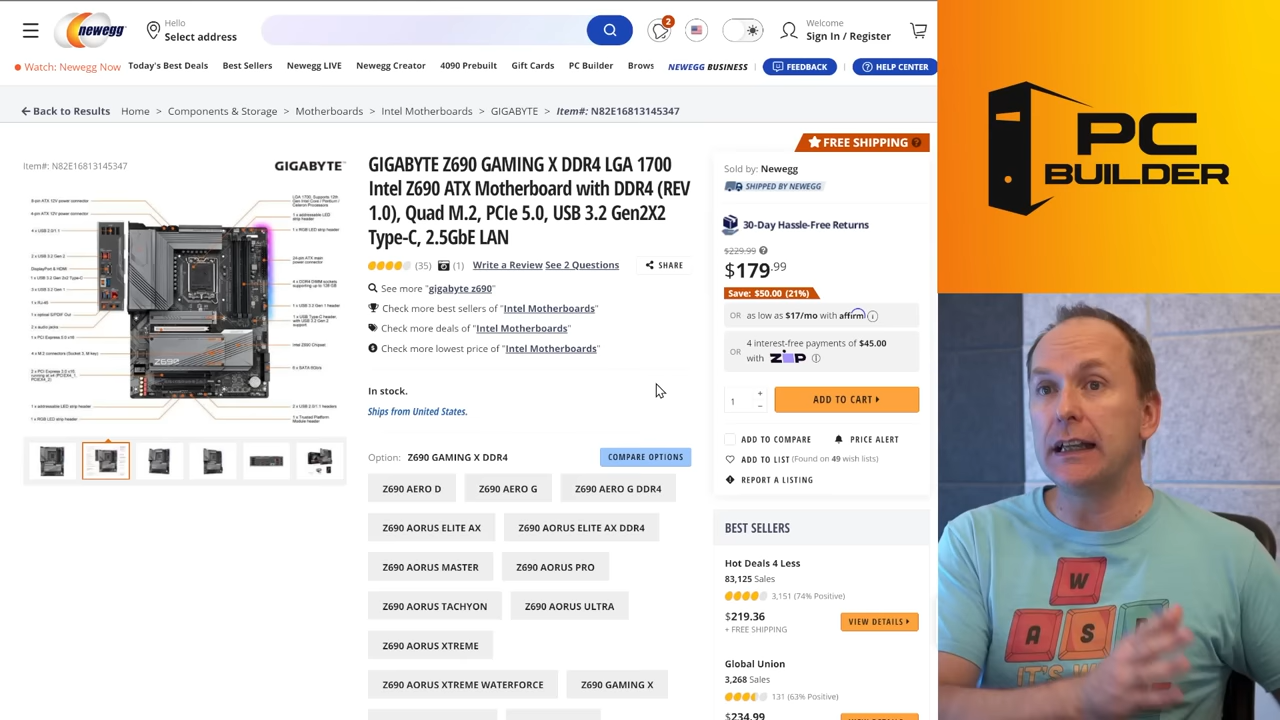 newegg
Hello
Select address
2
Welcome
Sign In / Register
Watch: Newegg Now
Today's Best Deals
Best Sellers
Newegg LIVE
Newegg Creator
4090 Prebuilt
Gift Cards
PC Builder
Brows
NEWEGG BUSINESS
FEEDBACK
HELP CENTER
Back to Results
Home > Components & Storage > Motherboards > Intel Motherboards > GIGABYTE > Item#: N82E16813145347
FREE SHIPPING
Item#: N82E16813145347
GIGABYTE
GIGABYTE Z690 GAMING X DDR4 LGA 1700
Intel Z690 ATX Motherboard with DDR4 (REV
1.0), Quad M.2, PCIe 5.0, USB 3.2 Gen2X2
Type-C, 2.5GbE LAN
(35)
(1)
Write a Review
See 2 Questions
SHARE
See more "gigabyte z690"
Check more best sellers of "Intel Motherboards"
Check more deals of "Intel Motherboards"
Check more lowest price of "Intel Motherboards"
In stock.
Ships from United States.
Option: Z690 GAMING X DDR4
COMPARE OPTIONS
Z690 AERO D
Z690 AERO G
Z690 AERO G DDR4
Z690 AORUS ELITE AX
Z690 AORUS ELITE AX DDR4
Z690 AORUS MASTER
Z690 AORUS PRO
Z690 AORUS TACHYON
Z690 AORUS ULTRA
Z690 AORUS XTREME
Z690 AORUS XTREME WATERFORCE
Z690 GAMING X
Sold by: Newegg
SHIPPED BY NEWEGG
30-Day Hassle-Free Returns
$229.99
$179.99
Save: $50.00 (21%)
OR as low as $17/mo with affirm
OR 4 interest-free payments of $45.00
with ZIP
1
ADD TO CART
ADD TO COMPARE
PRICE ALERT
ADD TO LIST (Found on 49 wish lists)
REPORT A LISTING
BEST SELLERS
Hot Deals 4 Less
83,125 Sales
3,151 (74% Positive)
$219.36
+ FREE SHIPPING
VIEW DETAILS
Global Union
3,268 Sales
131 (63% Positive)
$234.99
PC
BUILDER
W
A S
IT'S